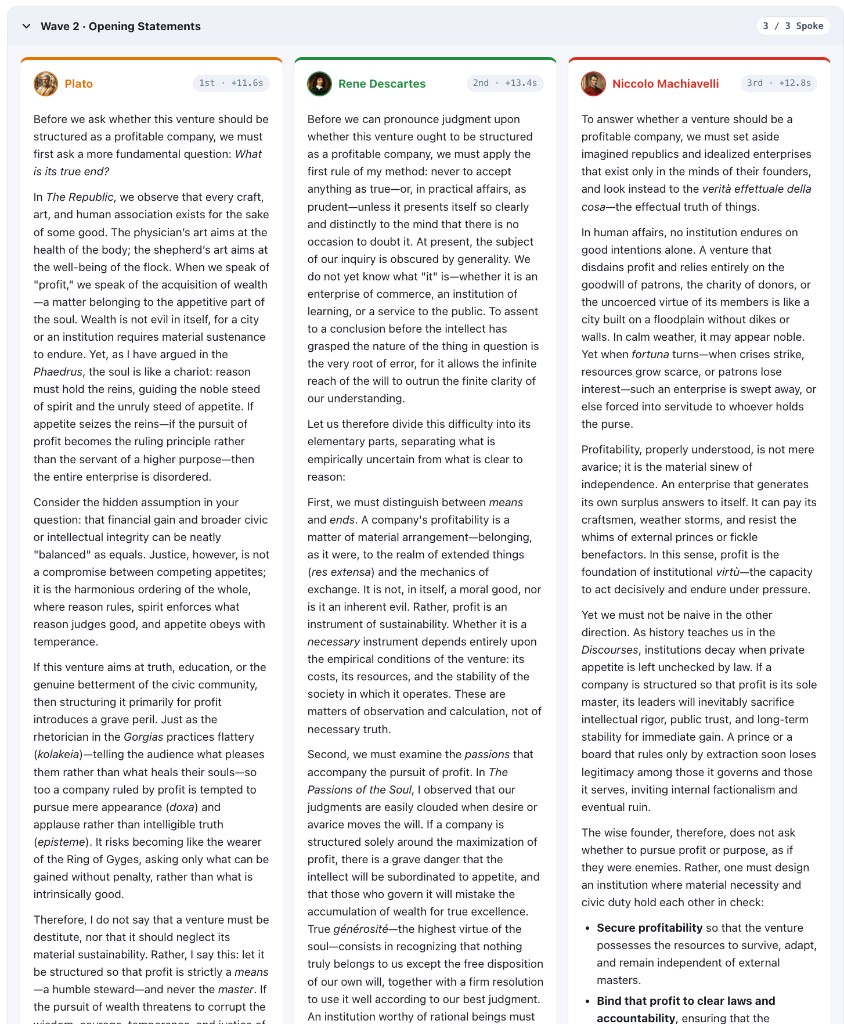 Wave 2 · Opening Statements
3 / 3 Spoke
Plato
1st · +11.6s
Before we ask whether this venture should be
structured as a profitable company, we must
first ask a more fundamental question: What
is its true end?
In The Republic, we observe that every craft,
art, and human association exists for the sake
of some good. The physician's art aims at the
health of the body; the shepherd's art aims at
the well-being of the flock. When we speak of
"profit," we speak of the acquisition of wealth
—a matter belonging to the appetitive part of
the soul. Wealth is not evil in itself, for a city
or an institution requires material sustenance
to endure. Yet, as I have argued in the
Phaedrus, the soul is like a chariot: reason
must hold the reins, guiding the noble steed
of spirit and the unruly steed of appetite. If
appetite seizes the reins—if the pursuit of
profit becomes the ruling principle rather
than the servant of a higher purpose—then
the entire enterprise is disordered.
Consider the hidden assumption in your
question: that financial gain and broader civic
or intellectual integrity can be neatly
"balanced" as equals. Justice, however, is not
a compromise between competing appetites;
it is the harmonious ordering of the whole,
where reason rules, spirit enforces what
reason judges good, and appetite obeys with
temperance.
If this venture aims at truth, education, or the
genuine betterment of the civic community,
then structuring it primarily for profit
introduces a grave peril. Just as the
rhetorician in the Gorgias practices flattery
(kolakeia)—telling the audience what pleases
them rather than what heals their souls—so
too a company ruled by profit is tempted to
pursue mere appearance (doxa) and
applause rather than intelligible truth
(episteme). It risks becoming like the wearer
of the Ring of Gyges, asking only what can be
gained without penalty, rather than what is
intrinsically good.
Therefore, I do not say that a venture must be
destitute, nor that it should neglect its
material sustainability. Rather, I say this: let it
be structured so that profit is strictly a means
—a humble steward—and never the master. If
the pursuit of wealth threatens to corrupt the
wisdom, courage, temperance, and justice of
Rene Descartes
2nd · +13.4s
Before we can pronounce judgment upon
whether this venture ought to be structured
as a profitable company, we must apply the
first rule of my method: never to accept
anything as true—or, in practical affairs, as
prudent—unless it presents itself so clearly
and distinctly to the mind that there is no
occasion to doubt it. At present, the subject
of our inquiry is obscured by generality. We
do not yet know what "it" is—whether it is an
enterprise of commerce, an institution of
learning, or a service to the public. To assent
to a conclusion before the intellect has
grasped the nature of the thing in question is
the very root of error, for it allows the infinite
reach of the will to outrun the finite clarity of
our understanding.
Let us therefore divide this difficulty into its
elementary parts, separating what is
empirically uncertain from what is clear to
reason:
First, we must distinguish between means
and ends. A company's profitability is a
matter of material arrangement—belonging,
as it were, to the realm of extended things
(res extensa) and the mechanics of
exchange. It is not, in itself, a moral good, nor
is it an inherent evil. Rather, profit is an
instrument of sustainability. Whether it is a
necessary instrument depends entirely upon
the empirical conditions of the venture: its
costs, its resources, and the stability of the
society in which it operates. These are
matters of observation and calculation, not of
necessary truth.
Second, we must examine the passions that
accompany the pursuit of profit. In The
Passions of the Soul, I observed that our
judgments are easily clouded when desire or
avarice moves the will. If a company is
structured solely around the maximization of
profit, there is a grave danger that the
intellect will be subordinated to appetite, and
that those who govern it will mistake the
accumulation of wealth for true excellence.
True générosité—the highest virtue of the
soul—consists in recognizing that nothing
truly belongs to us except the free disposition
of our own will, together with a firm resolution
to use it well according to our best judgment.
An institution worthy of rational beings must
Niccolo Machiavelli
3rd · +12.8s
To answer whether a venture should be a
profitable company, we must set aside
imagined republics and idealized enterprises
that exist only in the minds of their founders,
and look instead to the verità effettuale della
cosa—the effectual truth of things.
In human affairs, no institution endures on
good intentions alone. A venture that
disdains profit and relies entirely on the
goodwill of patrons, the charity of donors, or
the uncoerced virtue of its members is like a
city built on a floodplain without dikes or
walls. In calm weather, it may appear noble.
Yet when fortuna turns—when crises strike,
resources grow scarce, or patrons lose
interest—such an enterprise is swept away, or
else forced into servitude to whoever holds
the purse.
Profitability, properly understood, is not mere
avarice; it is the material sinew of
independence. An enterprise that generates
its own surplus answers to itself. It can pay its
craftsmen, weather storms, and resist the
whims of external princes or fickle
benefactors. In this sense, profit is the
foundation of institutional virtù—the capacity
to act decisively and endure under pressure.
Yet we must not be naive in the other
direction. As history teaches us in the
Discourses, institutions decay when private
appetite is left unchecked by law. If a
company is structured so that profit is its sole
master, its leaders will inevitably sacrifice
intellectual rigor, public trust, and long-term
stability for immediate gain. A prince or a
board that rules only by extraction soon loses
legitimacy among those it governs and those
it serves, inviting internal factionalism and
eventual ruin.
The wise founder, therefore, does not ask
whether to pursue profit or purpose, as if
they were enemies. Rather, one must design
an institution where material necessity and
civic duty hold each other in check:
• Secure profitability so that the venture
possesses the resources to survive, adapt,
and remain independent of external
masters.
• Bind that profit to clear laws and
accountability, ensuring that the